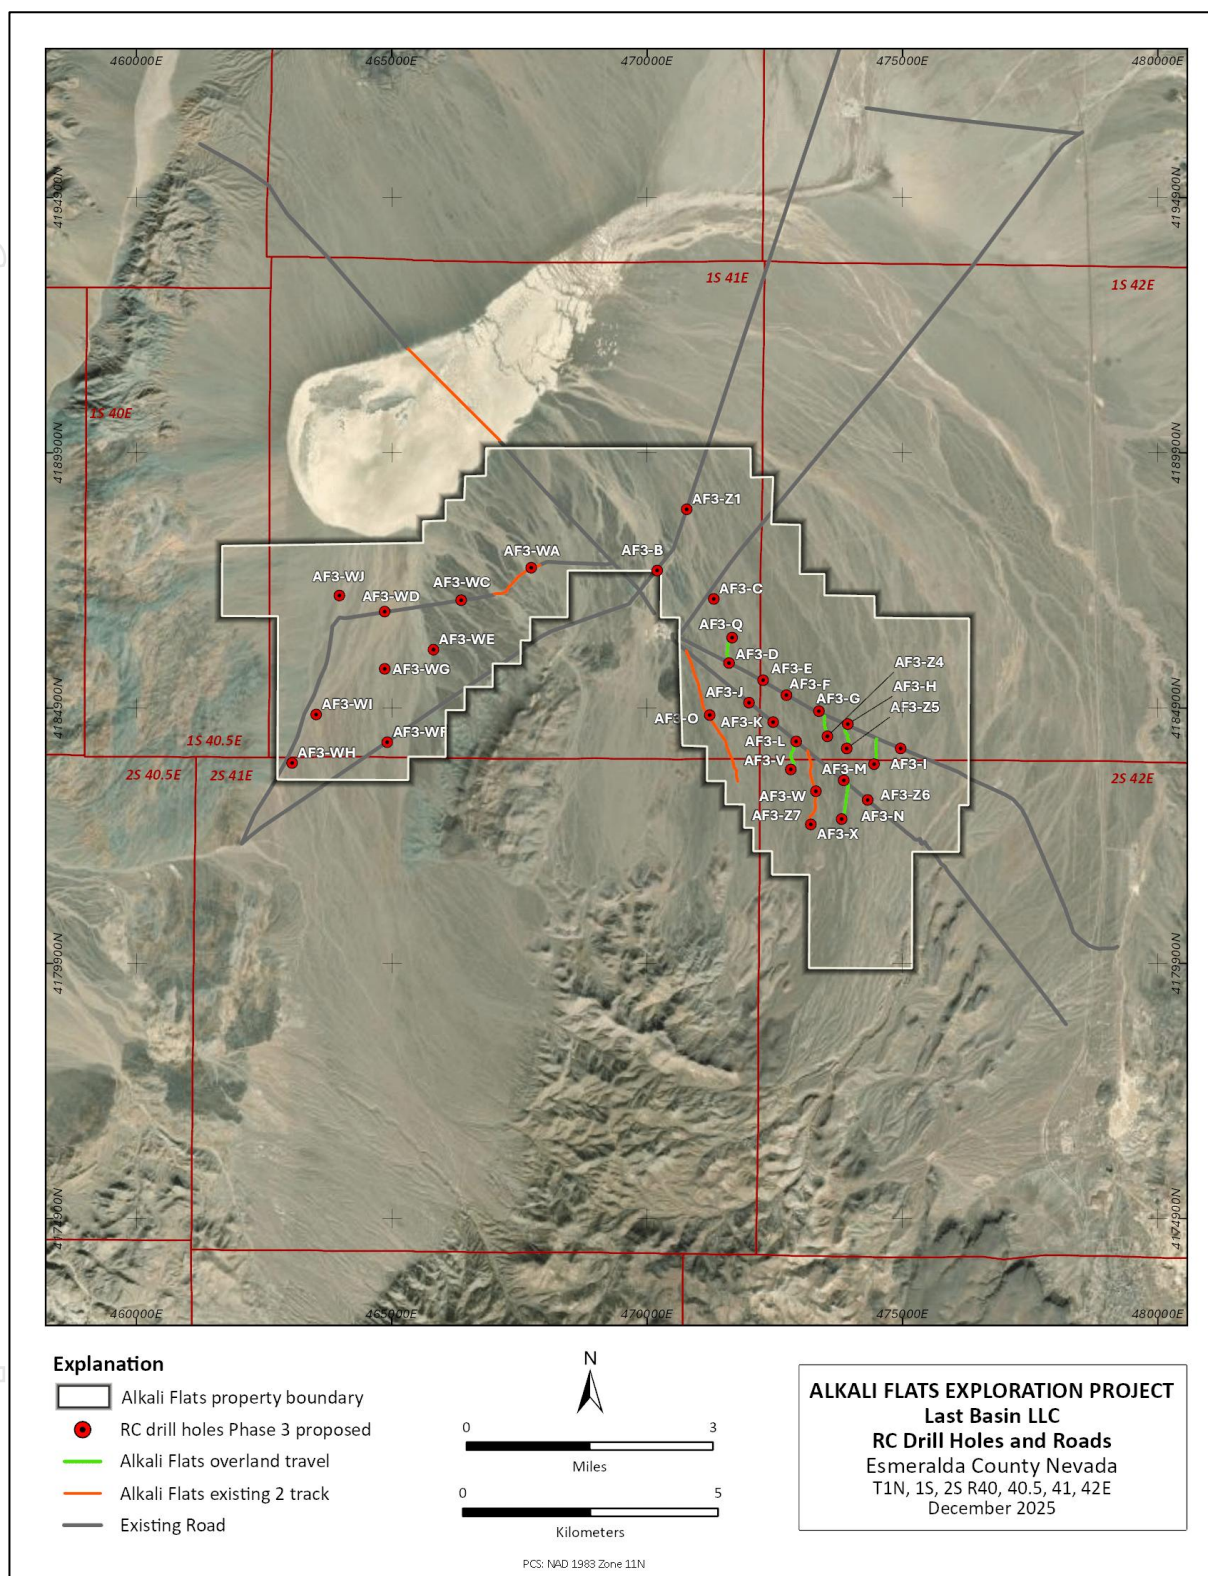 460000E
465000E
470000E
475000E
480000E
4194900N
4194900N
1S 41E
1S 42E
1S 40E
4189900N
4189900N
AF3-Z1
AF3-WA
AF3-B
AF3-WJ
AF3-WC
AF3-WD
AF3-C
AF3-Q
AF3-WE
AF3-D
AF3-Z4
AF3-WG
AF3-E
AF3-F
AF3-H
AF3-J
AF3-G
AF3-Z5
4184900N
AF3-WI
AF3-O
AF3-K
4184900N
1S 40.5E
AF3-WF
AF3-L
AF3-WH
AF3-V
AF3-M
AF3-I
2S 40.5E
2S 41E
2S 42E
AF3-W
AF3-Z6
AF3-Z7
AF3-N
AF3-X
4179900N
4179900N
4174900N
4174900N
460000E
465000E
470000E
475000E
480000E
Explanation
Alkali Flats property boundary
RC drill holes Phase 3 proposed
Alkali Flats overland travel
Alkali Flats existing 2 track
Existing Road
N
0 3
Miles
0 5
Kilometers
PCS: NAD 1983 Zone 11N
ALKALI FLATS EXPLORATION PROJECT
Last Basin LLC
RC Drill Holes and Roads
Esmeralda County Nevada
T1N, 1S, 2S R40, 40.5, 41, 42E
December 2025